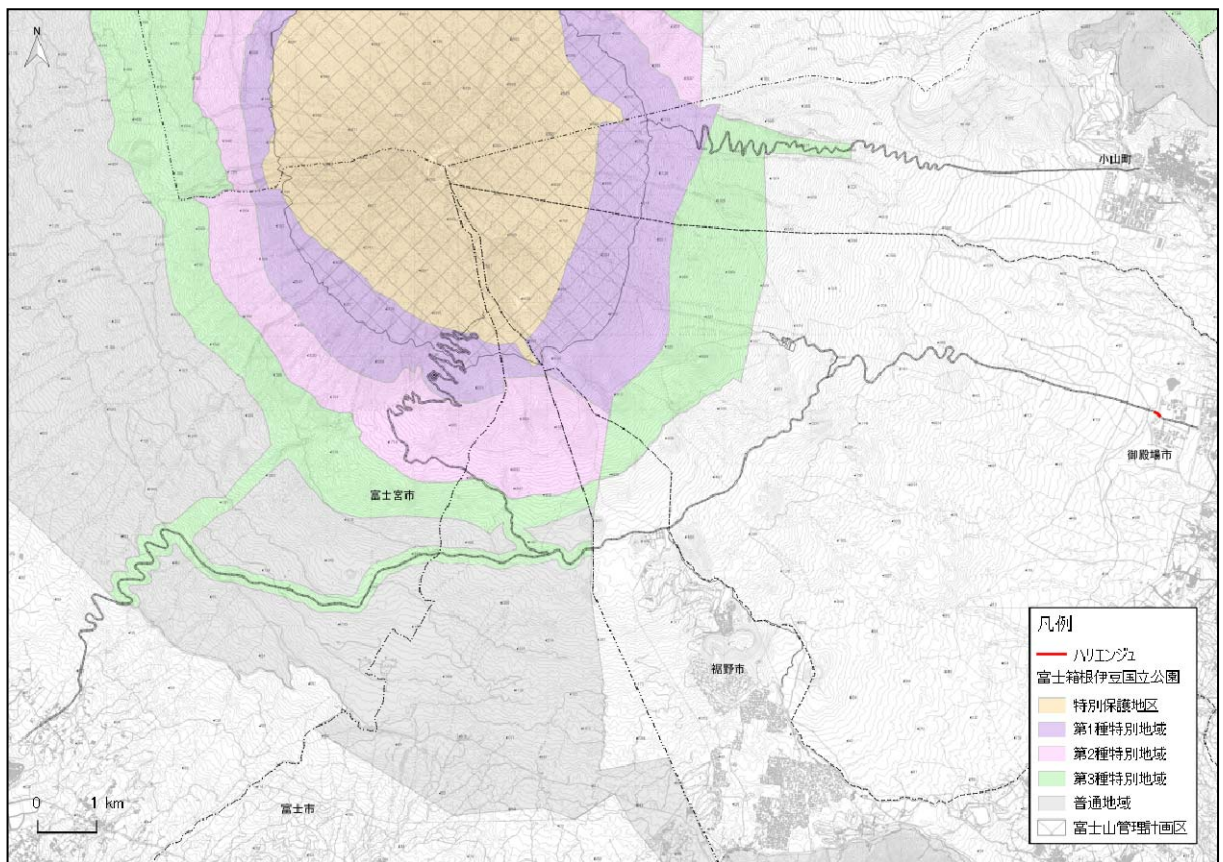 N
小山町
御殿場市
富士宮市
裾野市
富士市
0 1 km
凡例
ハリエンジュ
富士箱根伊豆国立公園
特別保護地区
第1種特別地域
第2種特別地域
第3種特別地域
普通地域
富士山管理計画区